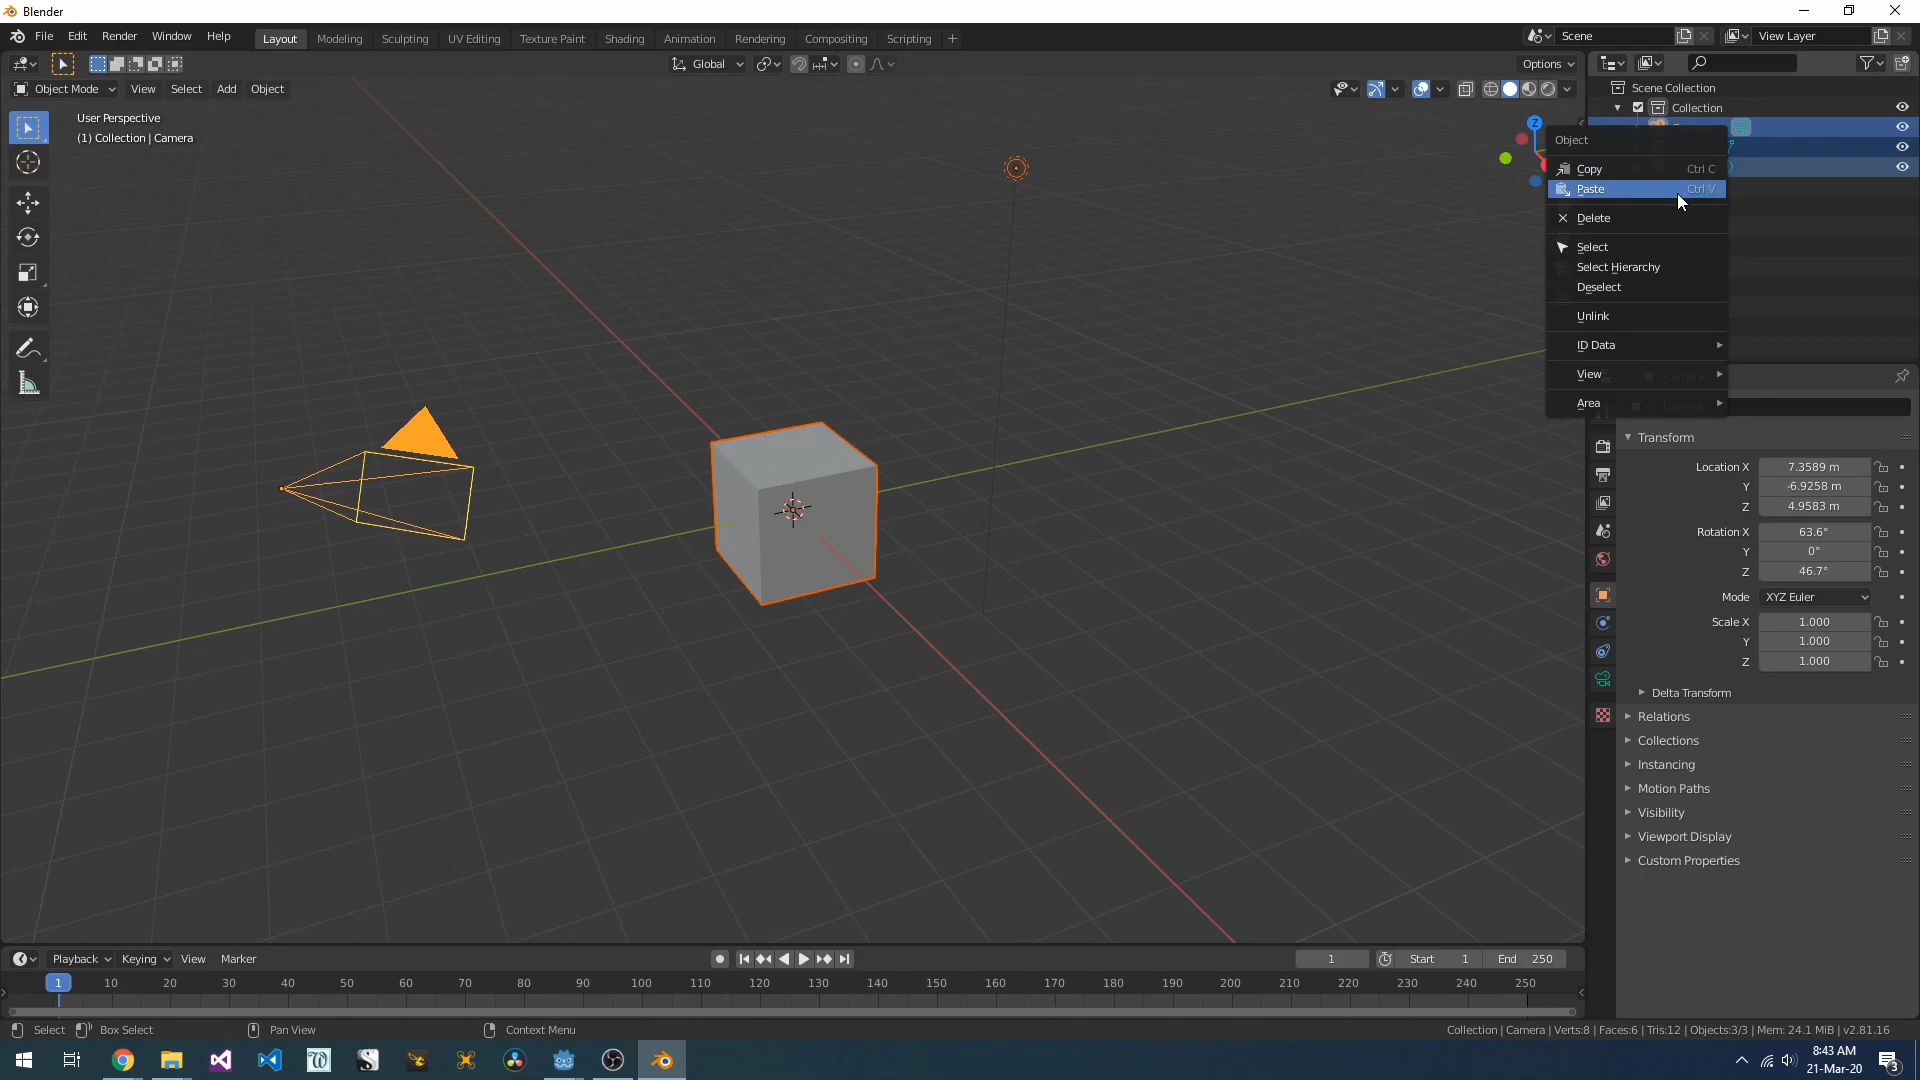 Blender
File Edit Render Window Help Layout Modeling Sculpting UV Editing Texture Paint Shading Animation Rendering Compositing Scripting + Scene View Layer
Global Options
Object Mode View Select Add Object
User Perspective
(1) Collection | Camera
Z
Scene Collection
Collection
Object
Copy Ctrl C
Paste Ctrl V
Delete
Select
Select Hierarchy
Deselect
Unlink
ID Data
View
Area
Transform
Location X 7.3589 m
Y -6.9258 m
Z 4.9583 m
Rotation X 63.6°
Y 0°
Z 46.7°
Mode XYZ Euler
Scale X 1.000
Y 1.000
Z 1.000
Delta Transform
Relations
Collections
Instancing
Motion Paths
Visibility
Viewport Display
Custom Properties
Playback Keying View Marker 1 Start 1 End 250
1 10 20 30 40 50 60 70 80 90 100 110 120 130 140 150 160 170 180 190 200 210 220 230 240 250
Select Box Select Pan View Context Menu Collection | Camera | Verts:8 | Faces:6 | Tris:12 | Objects:3/3 | Mem: 24.1 MiB | v2.81.16
8:43 AM
21-Mar-20
3